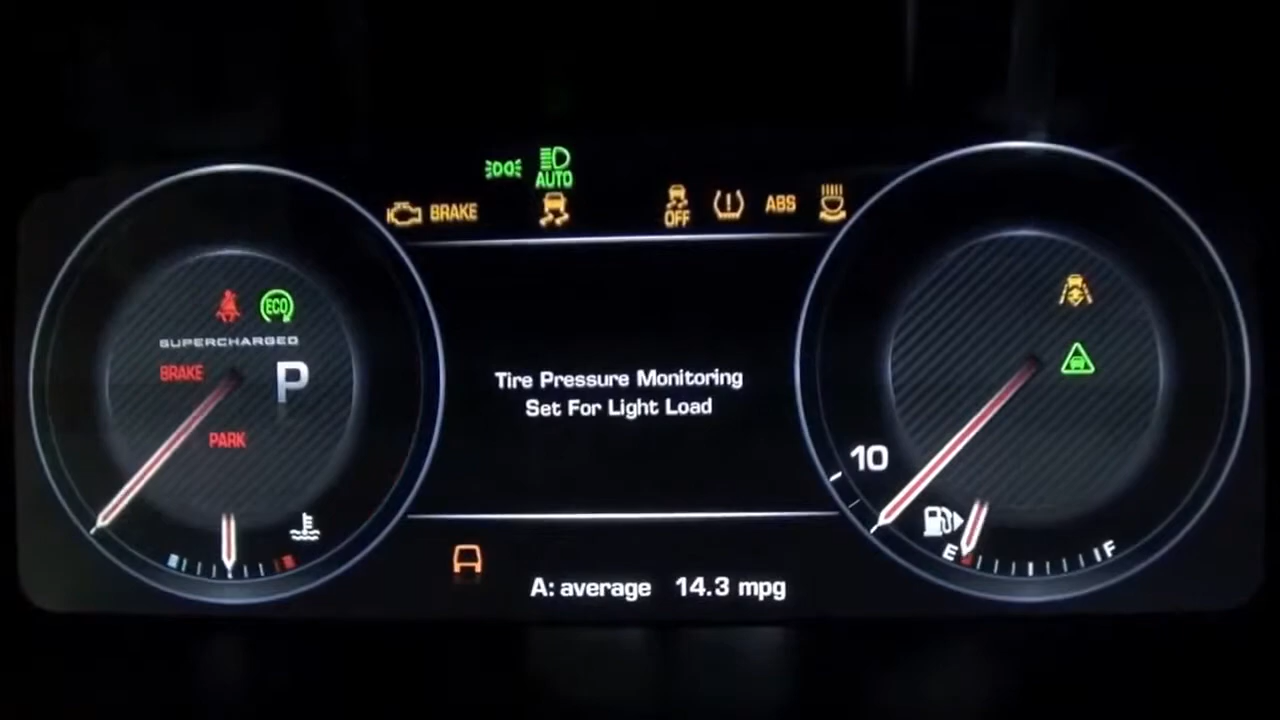 AUTO
BRAKE
OFF
ABS
ECO
SUPERCHARGED
BRAKE
P
PARK
Tire Pressure Monitoring
Set For Light Load
10
E
F
A: average 14.3 mpg